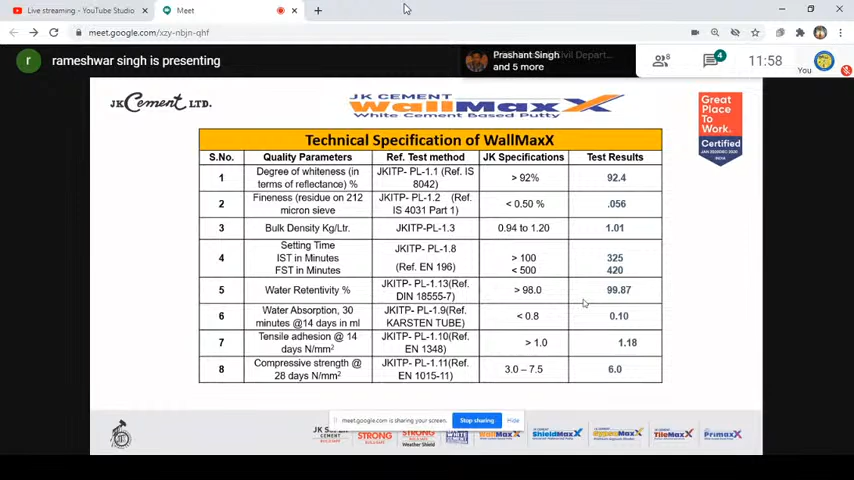 Live streaming - YouTube Studio
Meet
meet.google.com/xzy-nbjn-qhf
r
rameshwar singh is presenting
Prashant Singh
and 5 more
8
4
11:58
You
JK Cement LTD.
JK CEMENT
WallMaxX
White Cement Based Putty
Great
Place
To
Work®
Certified
INDIA
Technical Specification of WallMaxX
S.No. Quality Parameters Ref. Test method JK Specifications Test Results
1 Degree of whiteness (in terms of reflectance) % JKITP- PL-1.1 (Ref. IS 8042) > 92% 92.4
2 Fineness (residue on 212 micron sieve JKITP- PL-1.2 (Ref. IS 4031 Part 1) < 0.50 % .056
3 Bulk Density Kg/Ltr. JKITP-PL-1.3 0.94 to 1.20 1.01
4 Setting Time JKITP- PL-1.8
IST in Minutes (Ref. EN 196) > 100 325
FST in Minutes < 500 420
5 Water Retentivity % JKITP- PL-1.13(Ref. DIN 18555-7) > 98.0 99.87
6 Water Absorption, 30 minutes @14 days in ml JKITP- PL-1.9(Ref. KARSTEN TUBE) < 0.8 0.10
7 Tensile adhesion @ 14 days N/mm² JKITP- PL-1.10(Ref. EN 1348) > 1.0 1.18
8 Compressive strength @ 28 days N/mm² JKITP- PL-1.11(Ref. EN 1015-11) 3.0 – 7.5 6.0
meet.google.com is sharing your screen.
Stop sharing
Hide
JK SUPER CEMENT
STRONG
STRONG
Weather Shield
WallMaxX
ShieldMaxX
GypsoMaxX
TileMaxX
PrimaxX